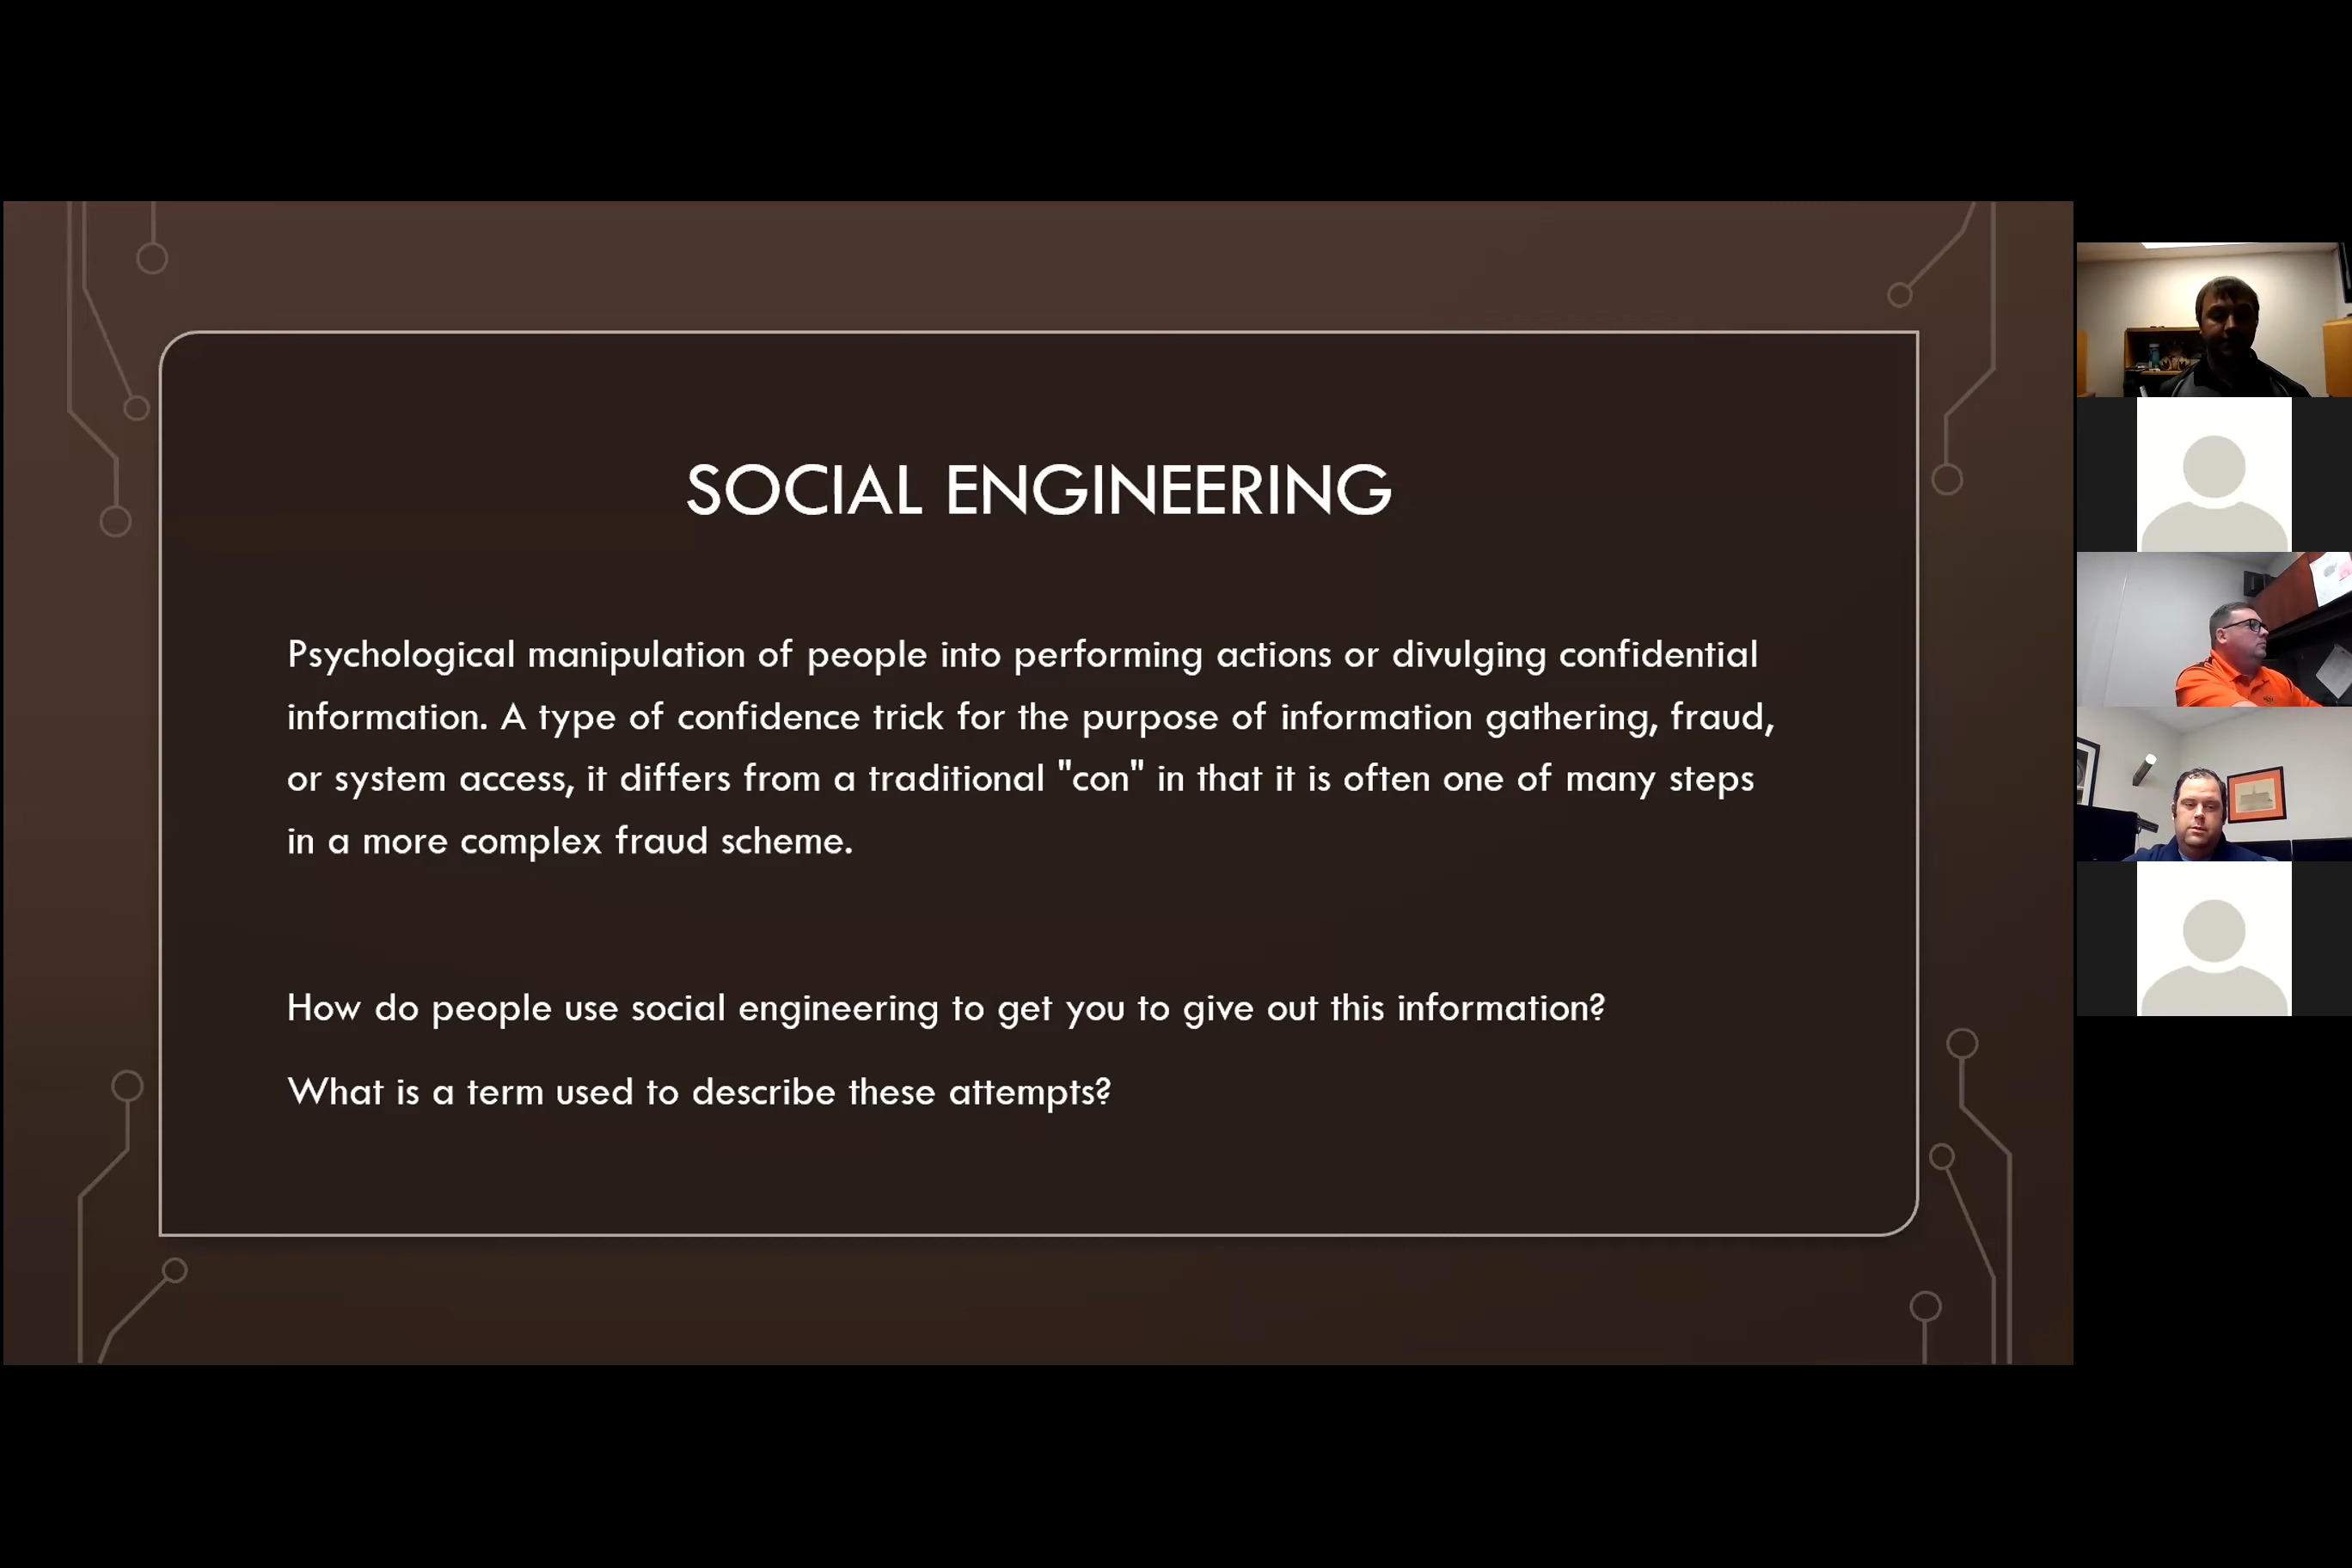 SOCIAL ENGINEERING
Psychological manipulation of people into performing actions or divulging confidential
information. A type of confidence trick for the purpose of information gathering, fraud,
or system access, it differs from a traditional "con" in that it is often one of many steps
in a more complex fraud scheme.
How do people use social engineering to get you to give out this information?
What is a term used to describe these attempts?